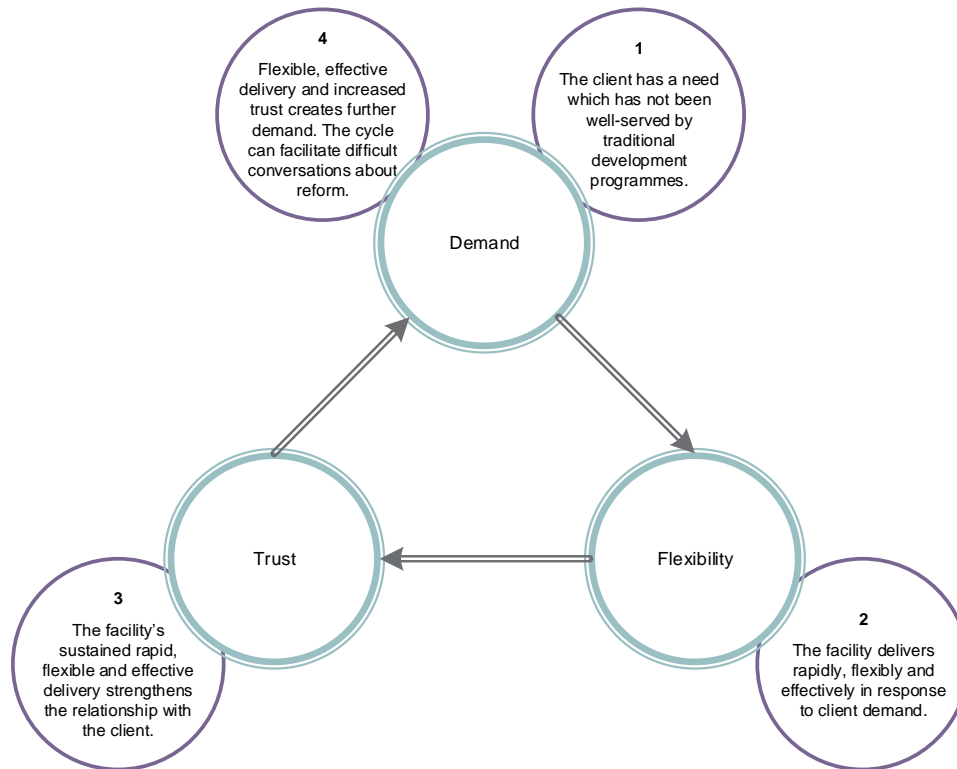 4
Flexible, effective
delivery and increased
trust creates further
demand. The cycle
can facilitate difficult
conversations about
reform.
1
The client has a need
which has not been
well-served by
traditional
development
programmes.
Demand
Trust
Flexibility
3
The facility’s
sustained rapid,
flexible and effective
delivery strengthens
the relationship with
the client.
2
The facility delivers
rapidly, flexibly and
effectively in response
to client demand.